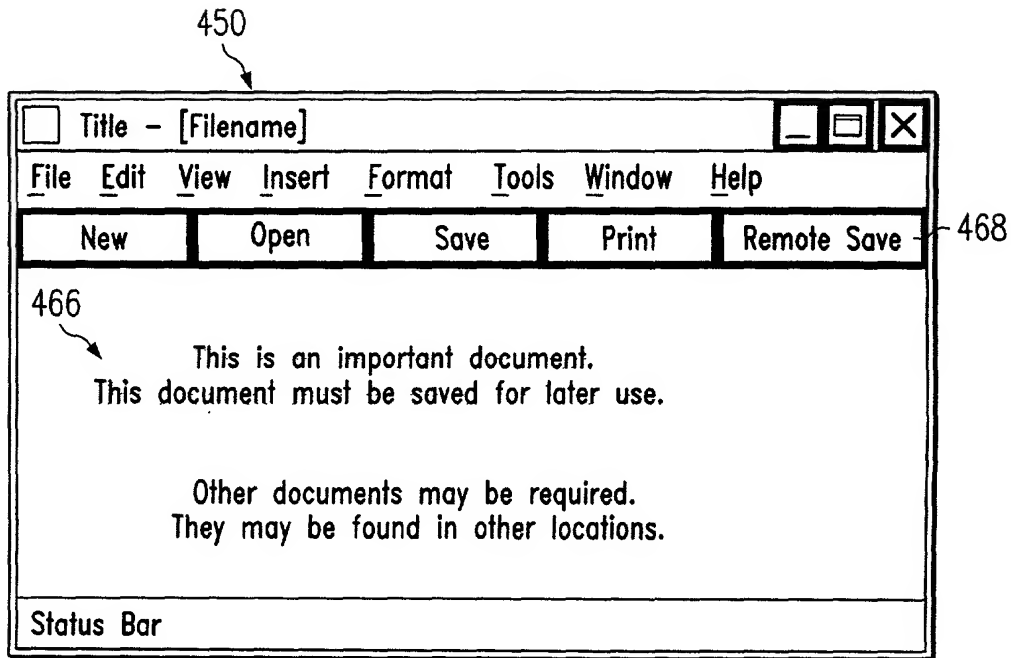 450
Title - [Filename]
File Edit View Insert Format Tools Window Help
New Open Save Print Remote Save 468
466
This is an important document.
This document must be saved for later use.
Other documents may be required.
They may be found in other locations.
Status Bar